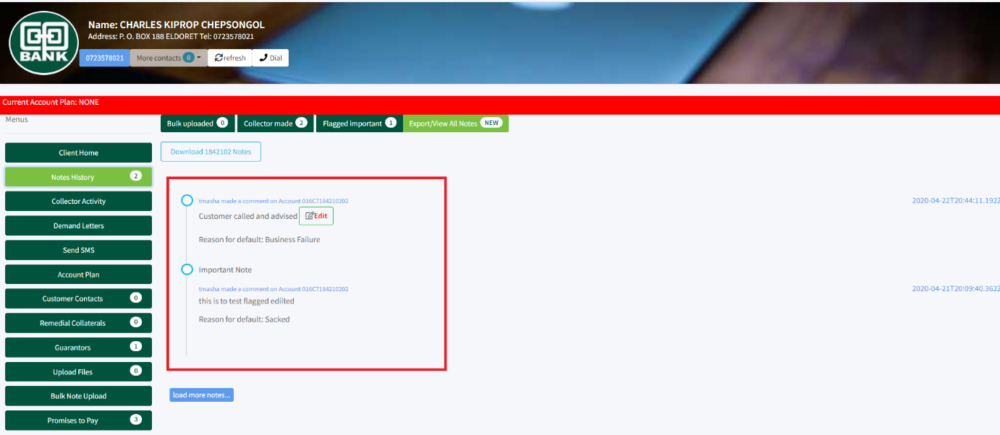 BANK
Name: CHARLES KIPROP CHEPSONGOL
Address: P. O. BOX 188 ELDORET Tel: 0723578021
0723578021 More contacts 0 refresh Dial
Current Account Plan: NONE
Menus
Bulk uploaded 0 Collector made 2 Flagged important 1 Export/View All Notes NEW
Client Home
Download 1842102 Notes
Notes History 2
Collector Activity
tmasha made a comment on Account 016C7184210202 2020-04-22T20:44:11.192Z
Customer called and advised Edit
Demand Letters
Reason for default: Business Failure
Send SMS
Account Plan
Important Note
Customer Contacts 0
tmasha made a comment on Account 016C7184210202 2020-04-21T20:09:40.362Z
this is to test flagged ediited
Remedial Collaterals 0
Reason for default: Sacked
Guarantors 1
Upload Files 0
Bulk Note Upload
load more notes...
Promises to Pay 3